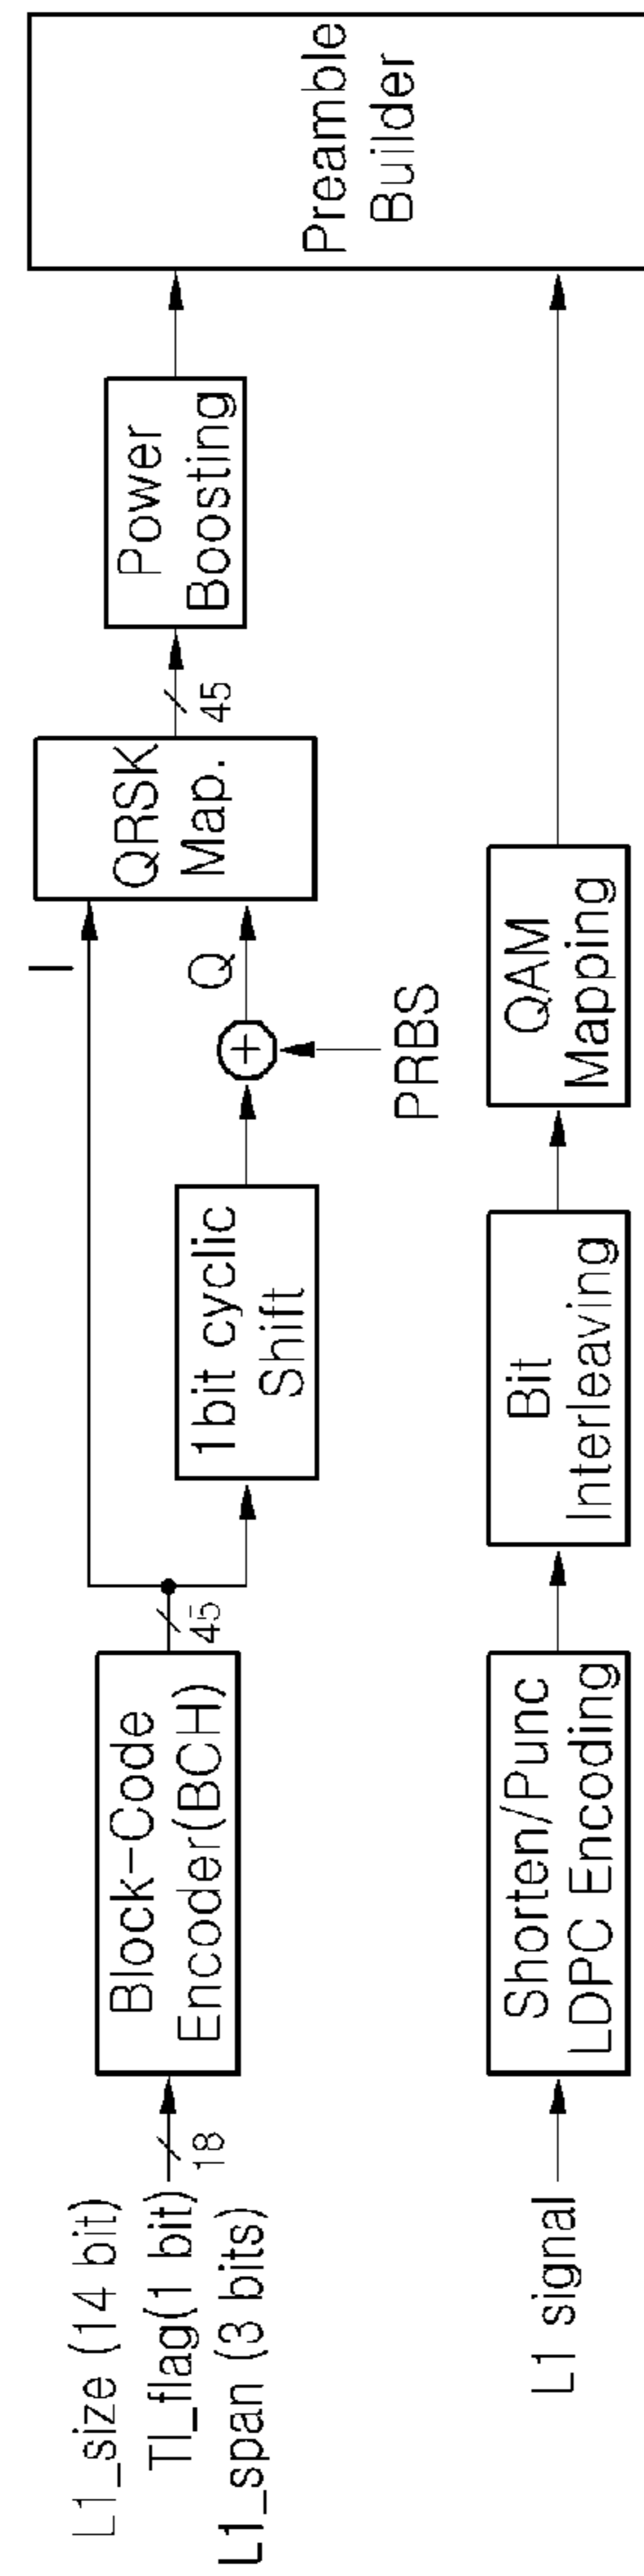 L1_size (14 bit)
TI_flag(1 bit)
L1_span (3 bits)
18
Block-Code
Encoder(BCH)
45
I
1bit cyclic
Shift
+
PRBS
Q
QRSK
Map.
45
Power
Boosting
Preamble
Builder
L1 signal
Shorten/Punc
LDPC Encoding
Bit
Interleaving
QAM
Mapping